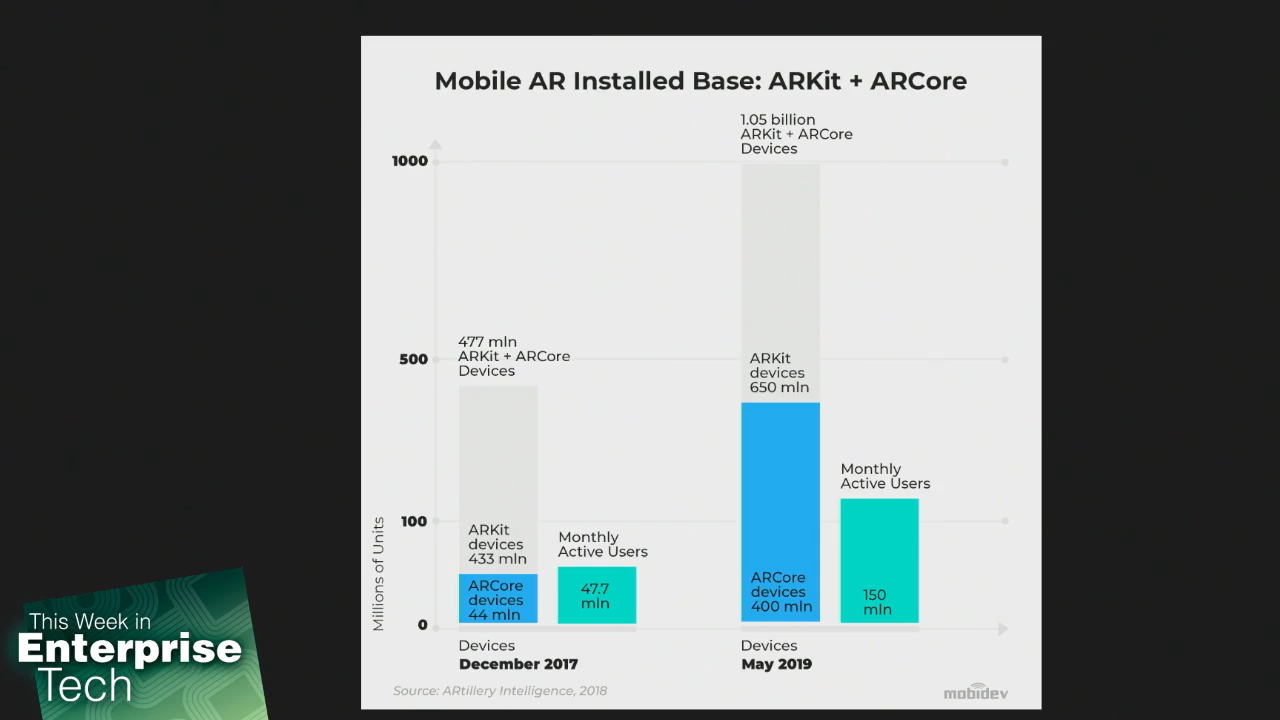 Mobile AR Installed Base: ARKit + ARCore
1.05 billion
ARKit + ARCore
Devices
1000
477 mln
ARKit + ARCore
Devices
500
ARKit
devices
650 mln
Monthly
Active Users
100
ARKit
devices
433 mln
Monthly
Active Users
ARCore
devices
44 mln
47.7
mln
ARCore
devices
400 mln
150
mln
Millions of Units
0
Devices
December 2017
Devices
May 2019
Source: ARtillery Intelligence, 2018
mobidev
This Week in
Enterprise
Tech